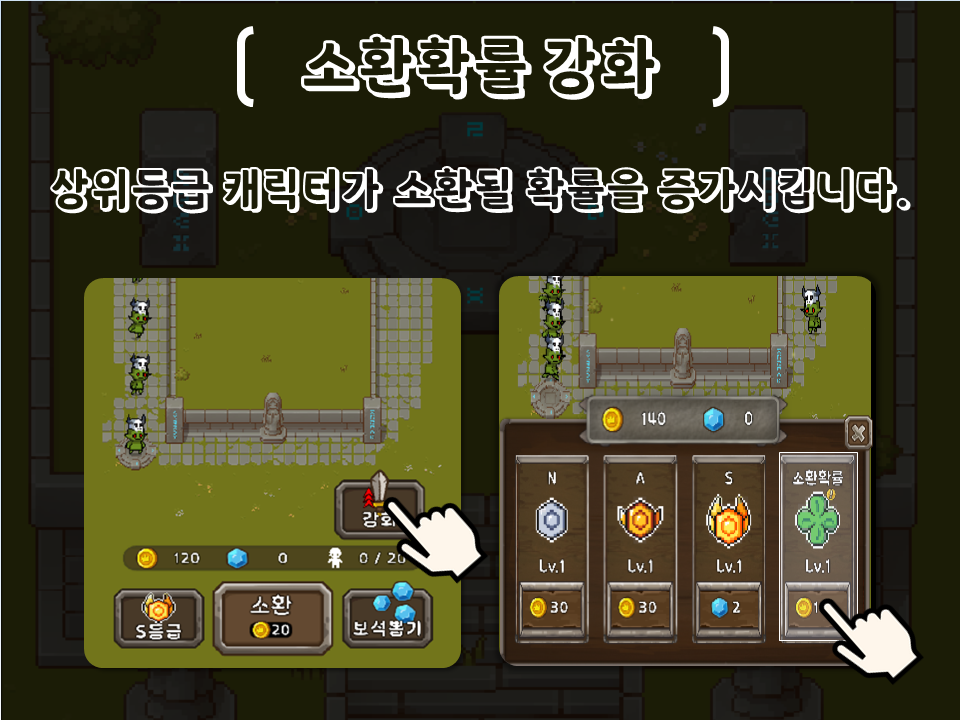 [ 소환확률 강화 ]
상위등급 캐릭터가 소환될 확률을 증가시킵니다.
강화
120 0 0 / 20
S등급
소환
20
보석뽑기
140 0
N A S 소환확률
Lv.1 Lv.1 Lv.1 Lv.1
30 30 2